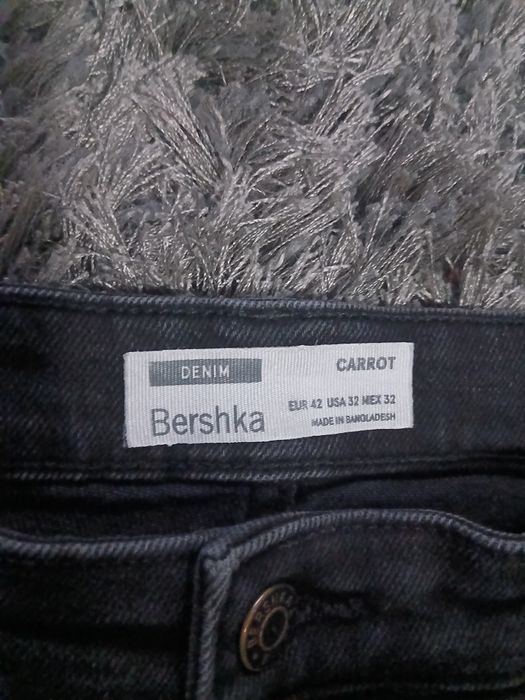 DENIM
CARROT
Bershka
EUR 42 USA 32 MEX 32
MADE IN BANGLADESH